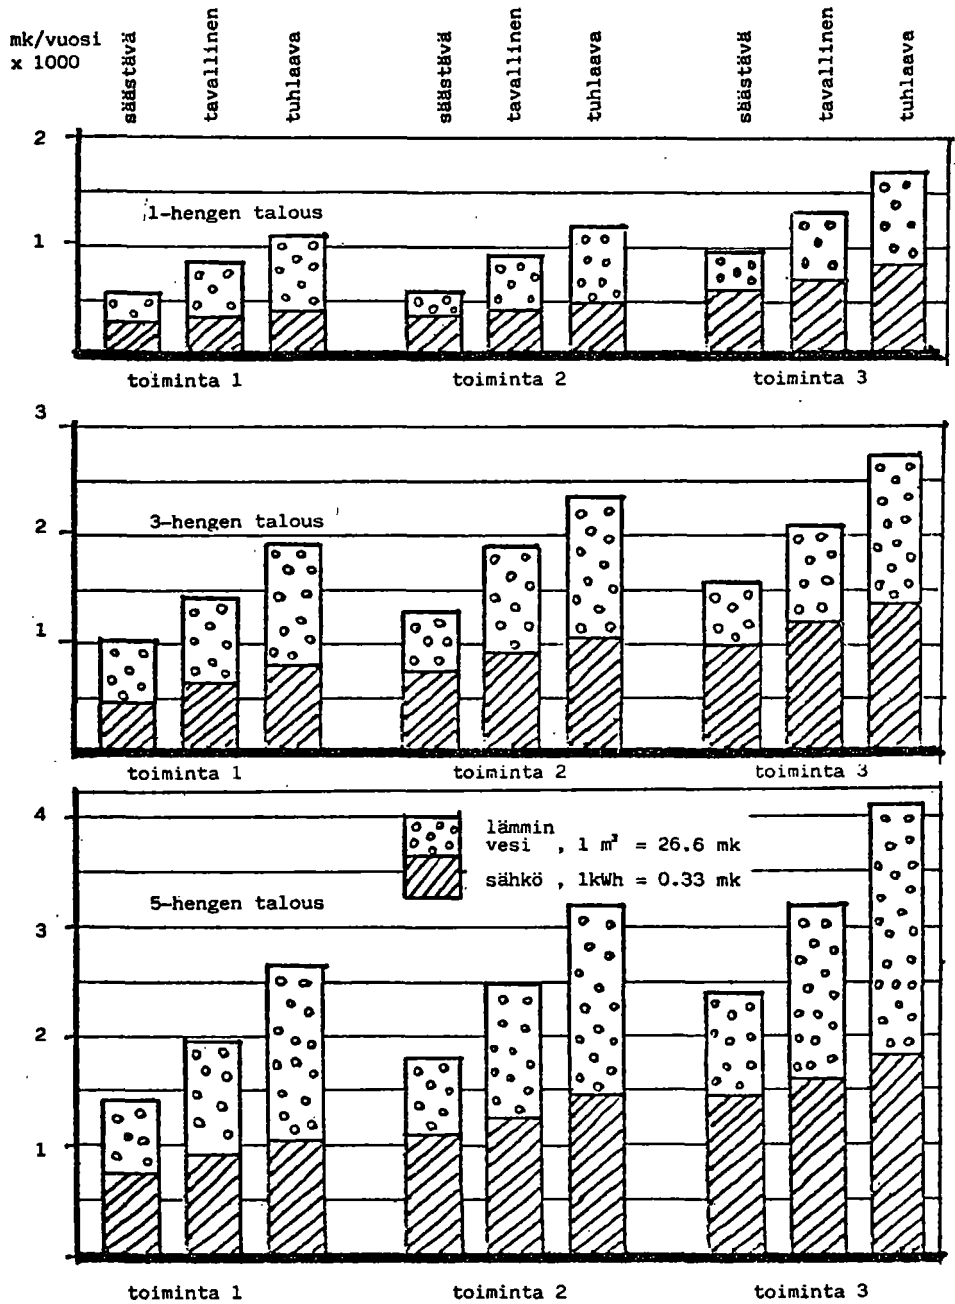 mk/vuosi
x 1000
säästävä
tavallinen
tuhlaava
säästävä
tavallinen
tuhlaava
säästävä
tavallinen
tuhlaava
2
1
1-hengen talous
toiminta 1
toiminta 2
toiminta 3
3
2
1
3-hengen talous
toiminta 1
toiminta 2
toiminta 3
4
3
2
1
lämmin
vesi , 1 m³ = 26.6 mk
sähkö , 1kWh = 0.33 mk
5-hengen talous
toiminta 1
toiminta 2
toiminta 3